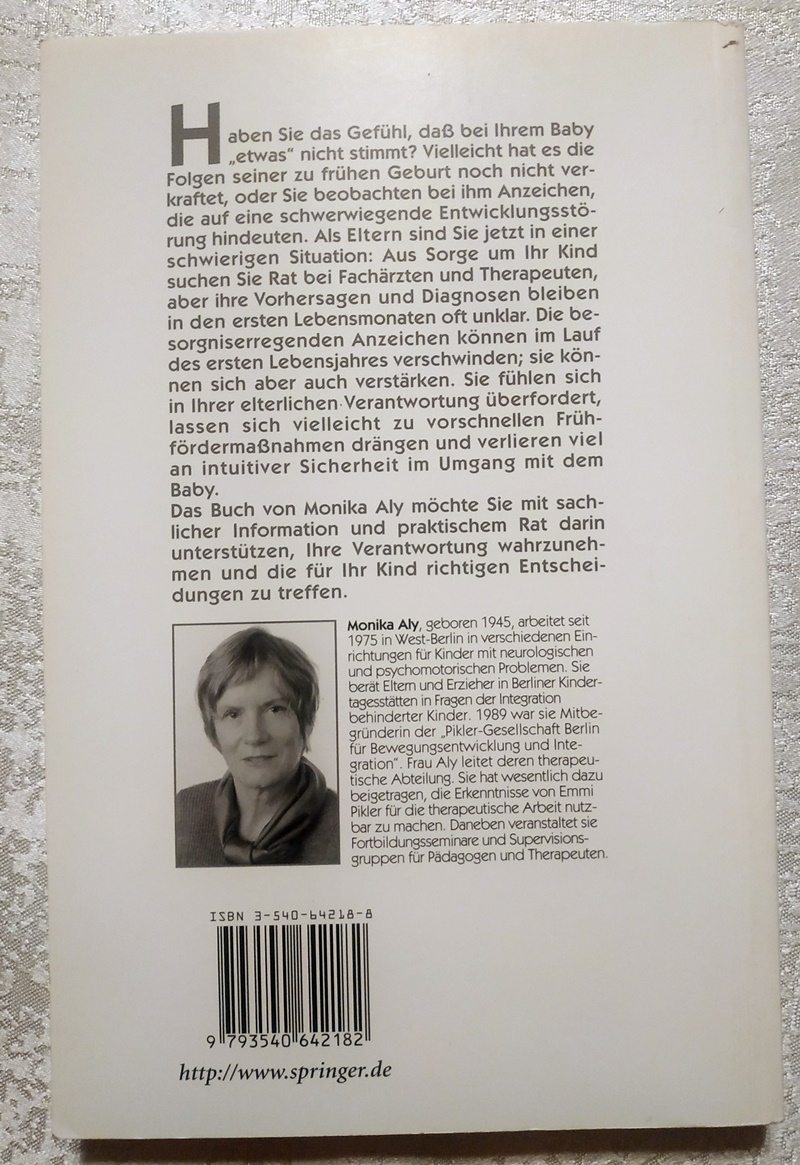 Haben Sie das Gefühl, daß bei Ihrem Baby
„etwas“ nicht stimmt? Vielleicht hat es die
Folgen seiner zu frühen Geburt noch nicht ver-
kraftet, oder Sie beobachten bei ihm Anzeichen,
die auf eine schwerwiegende Entwicklungsstö-
rung hindeuten. Als Eltern sind Sie jetzt in einer
schwierigen Situation: Aus Sorge um Ihr Kind
suchen Sie Rat bei Fachärzten und Therapeuten,
aber ihre Vorhersagen und Diagnosen bleiben
in den ersten Lebensmonaten oft unklar. Die be-
sorgniserregenden Anzeichen können im Lauf
des ersten Lebensjahres verschwinden; sie kön-
nen sich aber auch verstärken. Sie fühlen sich
in Ihrer elterlichen Verantwortung überfordert,
lassen sich vielleicht zu vorschnellen Früh-
fördermaßnahmen drängen und verlieren viel
an intuitiver Sicherheit im Umgang mit dem
Baby.
Das Buch von Monika Aly möchte Sie mit sach-
licher Information und praktischem Rat darin
unterstützen, Ihre Verantwortung wahrzuneh-
men und die für Ihr Kind richtigen Entschei-
dungen zu treffen.
Monika Aly, geboren 1945, arbeitet seit
1975 in West-Berlin in verschiedenen Ein-
richtungen für Kinder mit neurologischen
und psychomotorischen Problemen. Sie
berät Eltern und Erzieher in Berliner Kinder-
tagesstätten in Fragen der Integration
behinderter Kinder. 1989 war sie Mitbe-
gründerin der „Pikler-Gesellschaft Berlin
für Bewegungsentwicklung und Inte-
gration“. Frau Aly leitet deren therapeu-
tische Abteilung. Sie hat wesentlich dazu
beigetragen, die Erkenntnisse von Emmi
Pikler für die therapeutische Arbeit nutz-
bar zu machen. Daneben veranstaltet sie
Fortbildungsseminare und Supervisions-
gruppen für Pädagogen und Therapeuten.
ISBN 3-540-64218-8
9 793540 642182
http://www.springer.de